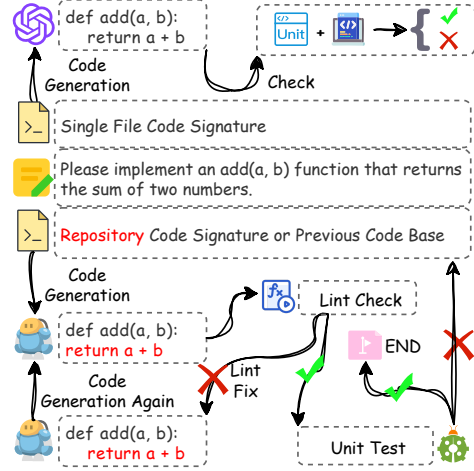 def add(a, b):
return a + b
Unit
+
Code
Generation
Check
Single File Code Signature
Please implement an add(a, b) function that returns
the sum of two numbers.
Repository Code Signature or Previous Code Base
Code
Generation
fx
Lint Check
def add(a, b):
return a + b
END
Lint
Fix
Code
Generation Again
def add(a, b):
return a + b
Unit Test